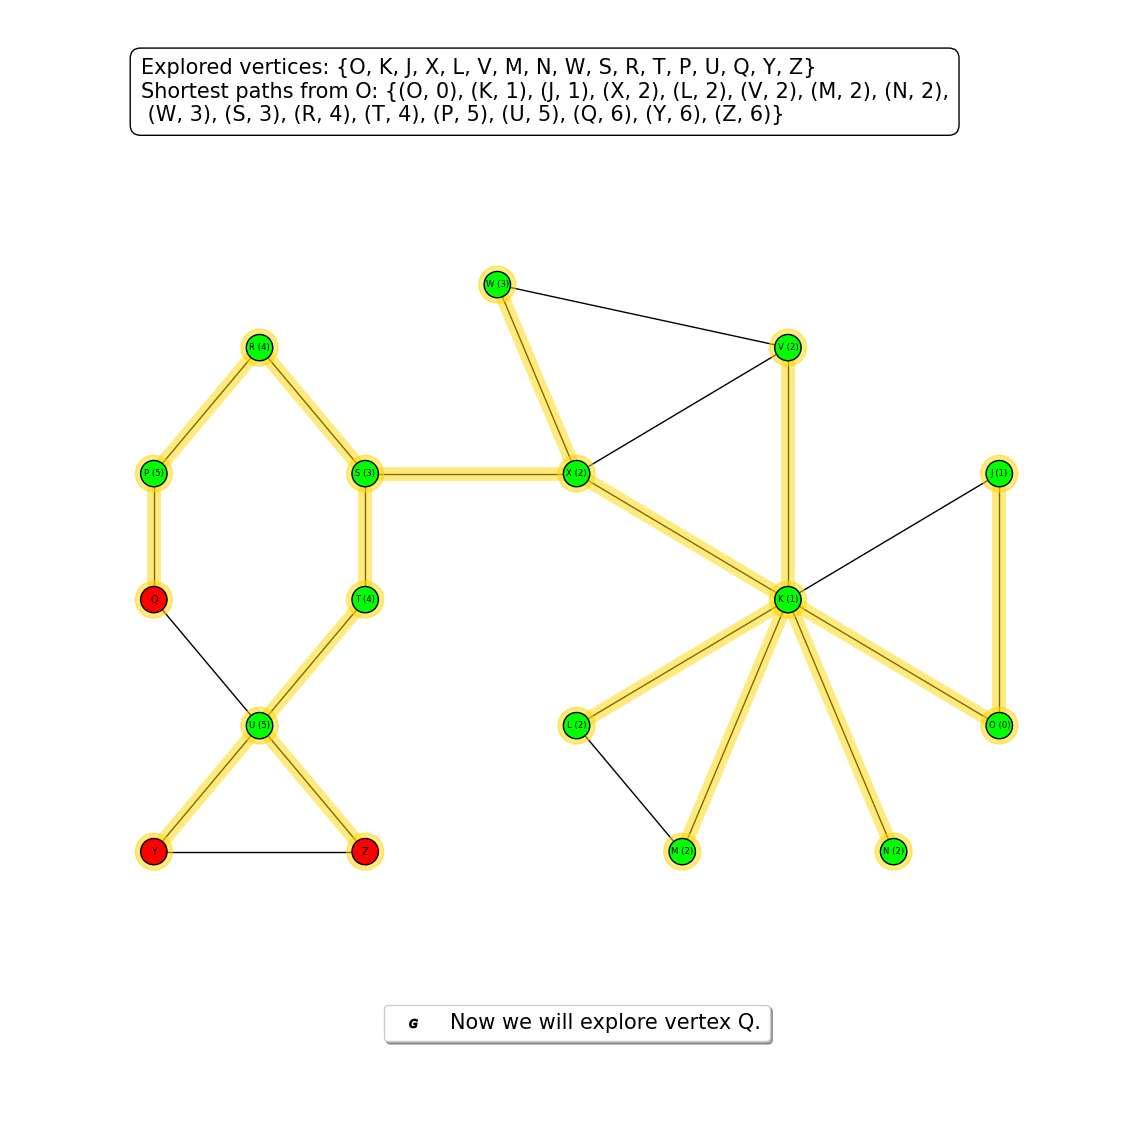 Explored vertices: {O, K, J, X, L, V, M, N, W, S, R, T, P, U, Q, Y, Z}
Shortest paths from O: {(O, 0), (K, 1), (J, 1), (X, 2), (L, 2), (V, 2), (M, 2), (N, 2),
(W, 3), (S, 3), (R, 4), (T, 4), (P, 5), (U, 5), (Q, 6), (Y, 6), (Z, 6)}
W (3)
R (4)
V (2)
P (5)
S (3)
X (2)
J (1)
Q
T (4)
K (1)
U (5)
L (2)
O (0)
Y
Z
M (2)
N (2)
G Now we will explore vertex Q.